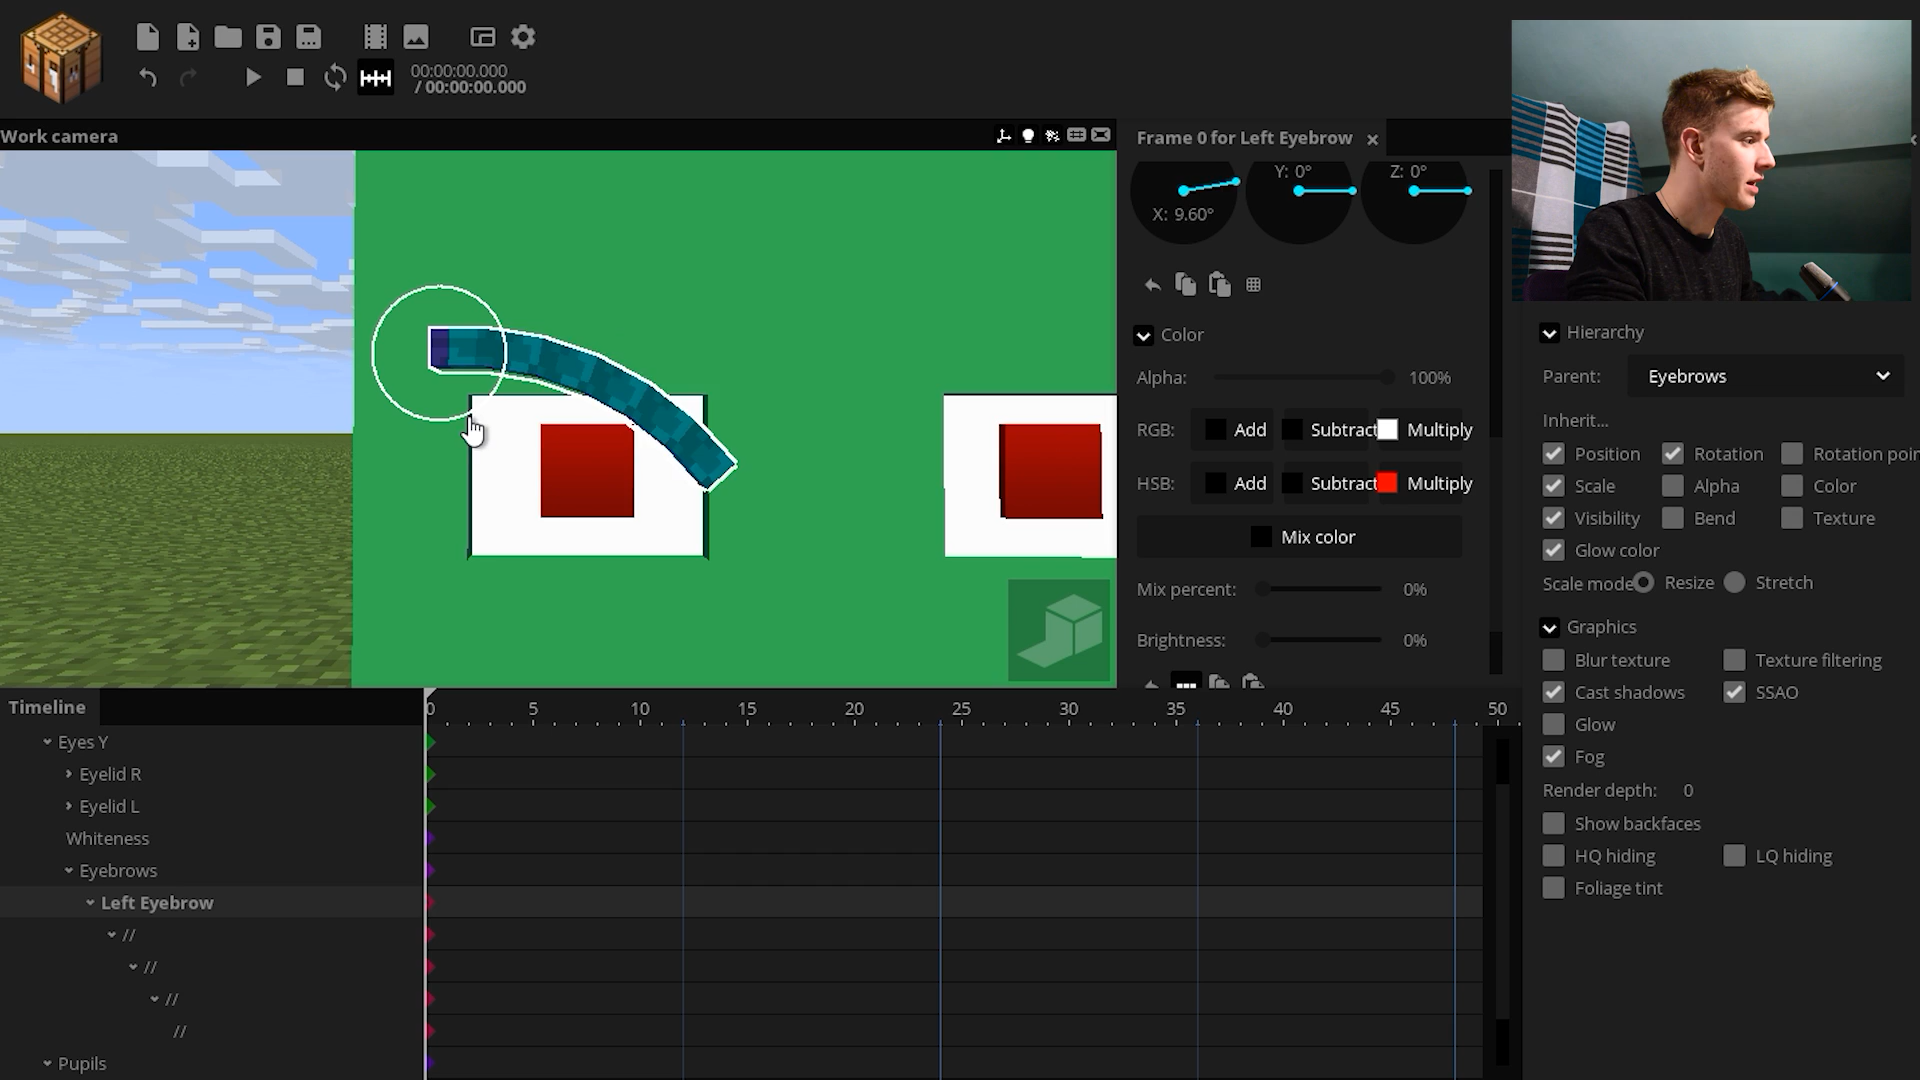 00:00:00.000
/ 00:00:00.000
Work camera
Frame 0 for Left Eyebrow
X: 9.60°
Y: 0°
Z: 0°
Color
Alpha: 100%
RGB: Add Subtract Multiply
HSB: Add Subtract Multiply
Mix color
Mix percent: 0%
Brightness: 0%
Hierarchy
Parent: Eyebrows
Inherit...
Position Rotation Rotation poin
Scale Alpha Color
Visibility Bend Texture
Glow color
Scale mode Resize Stretch
Graphics
Blur texture Texture filtering
Cast shadows SSAO
Glow
Fog
Render depth: 0
Show backfaces
HQ hiding LQ hiding
Foliage tint
Timeline
0 5 10 15 20 25 30 35 40 45 50
Eyes Y
Eyelid R
Eyelid L
Whiteness
Eyebrows
Left Eyebrow
//
//
//
//
Pupils